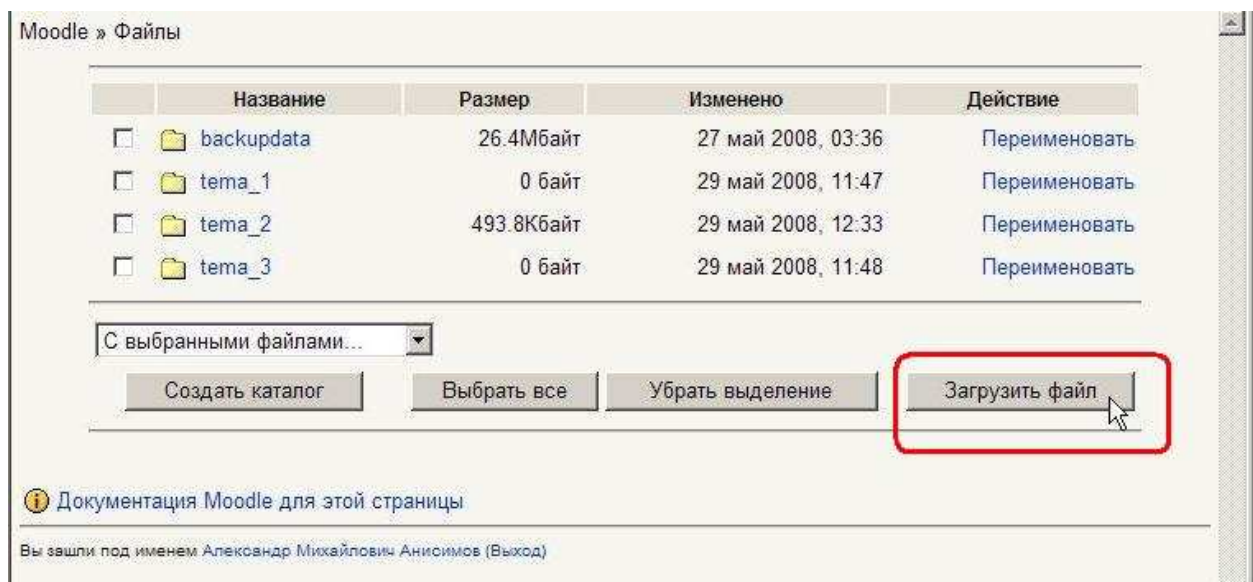 Moodle » Файлы
Название Размер Изменено Действие
backupdata 26.4Мбайт 27 май 2008, 03:36 Переименовать
tema_1 0 байт 29 май 2008, 11:47 Переименовать
tema_2 493.8Кбайт 29 май 2008, 12:33 Переименовать
tema_3 0 байт 29 май 2008, 11:48 Переименовать
С выбранными файлами...
Создать каталог Выбрать все Убрать выделение Загрузить файл
Документация Moodle для этой страницы
Вы зашли под именем Александр Михайлович Анисимов (Выход)